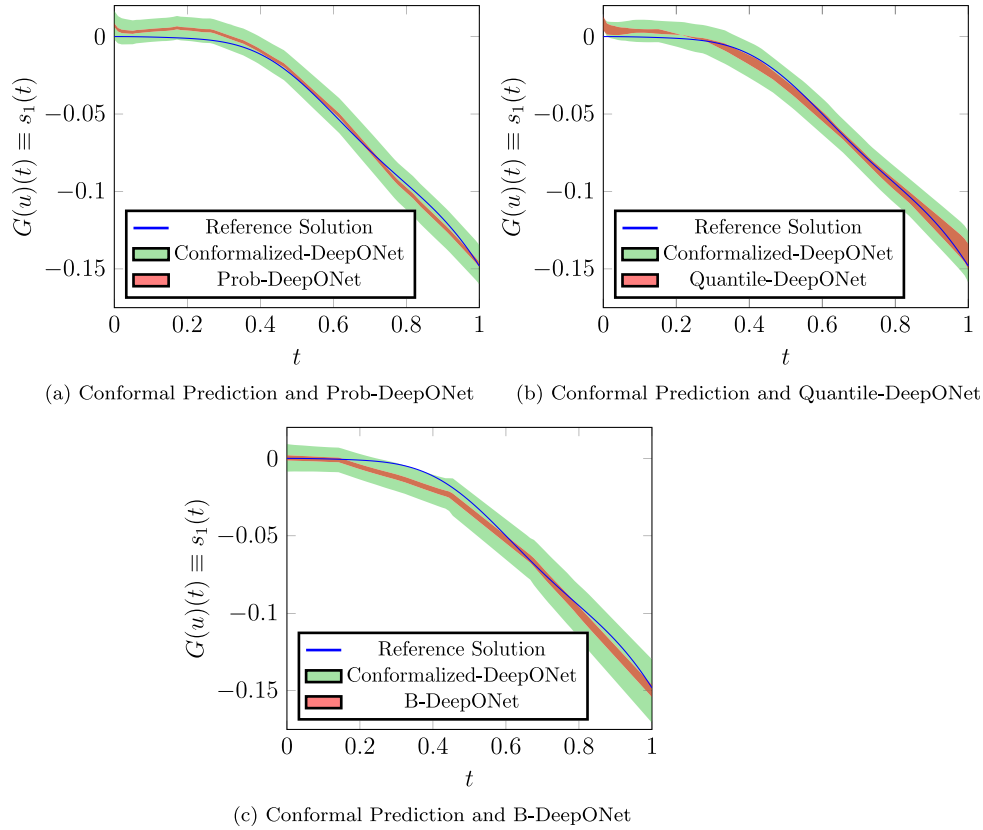 0
−0.05
−0.1
−0.15
G(u)(t) ≡ s₁(t)
Reference Solution
Conformalized-DeepONet
Prob-DeepONet
0 0.2 0.4 0.6 0.8 1
t
(a) Conformal Prediction and Prob-DeepONet
0
−0.05
−0.1
−0.15
G(u)(t) ≡ s₁(t)
Reference Solution
Conformalized-DeepONet
Quantile-DeepONet
0 0.2 0.4 0.6 0.8 1
t
(b) Conformal Prediction and Quantile-DeepONet
0
−0.05
−0.1
−0.15
G(u)(t) ≡ s₁(t)
Reference Solution
Conformalized-DeepONet
B-DeepONet
0 0.2 0.4 0.6 0.8 1
t
(c) Conformal Prediction and B-DeepONet